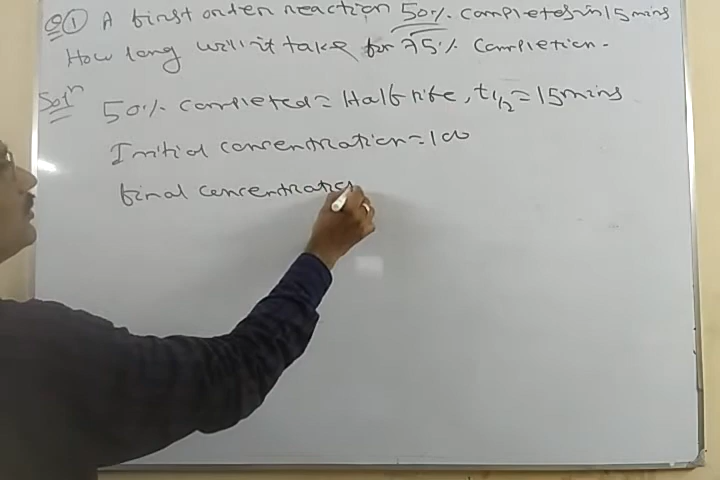 Q① A first order reaction 50% completes in 15 mins
How long will it take for 75% completion.
Solⁿ 50% completed = Half life, t1/2 = 15 mins
Initial concentration = 100
final concentratio